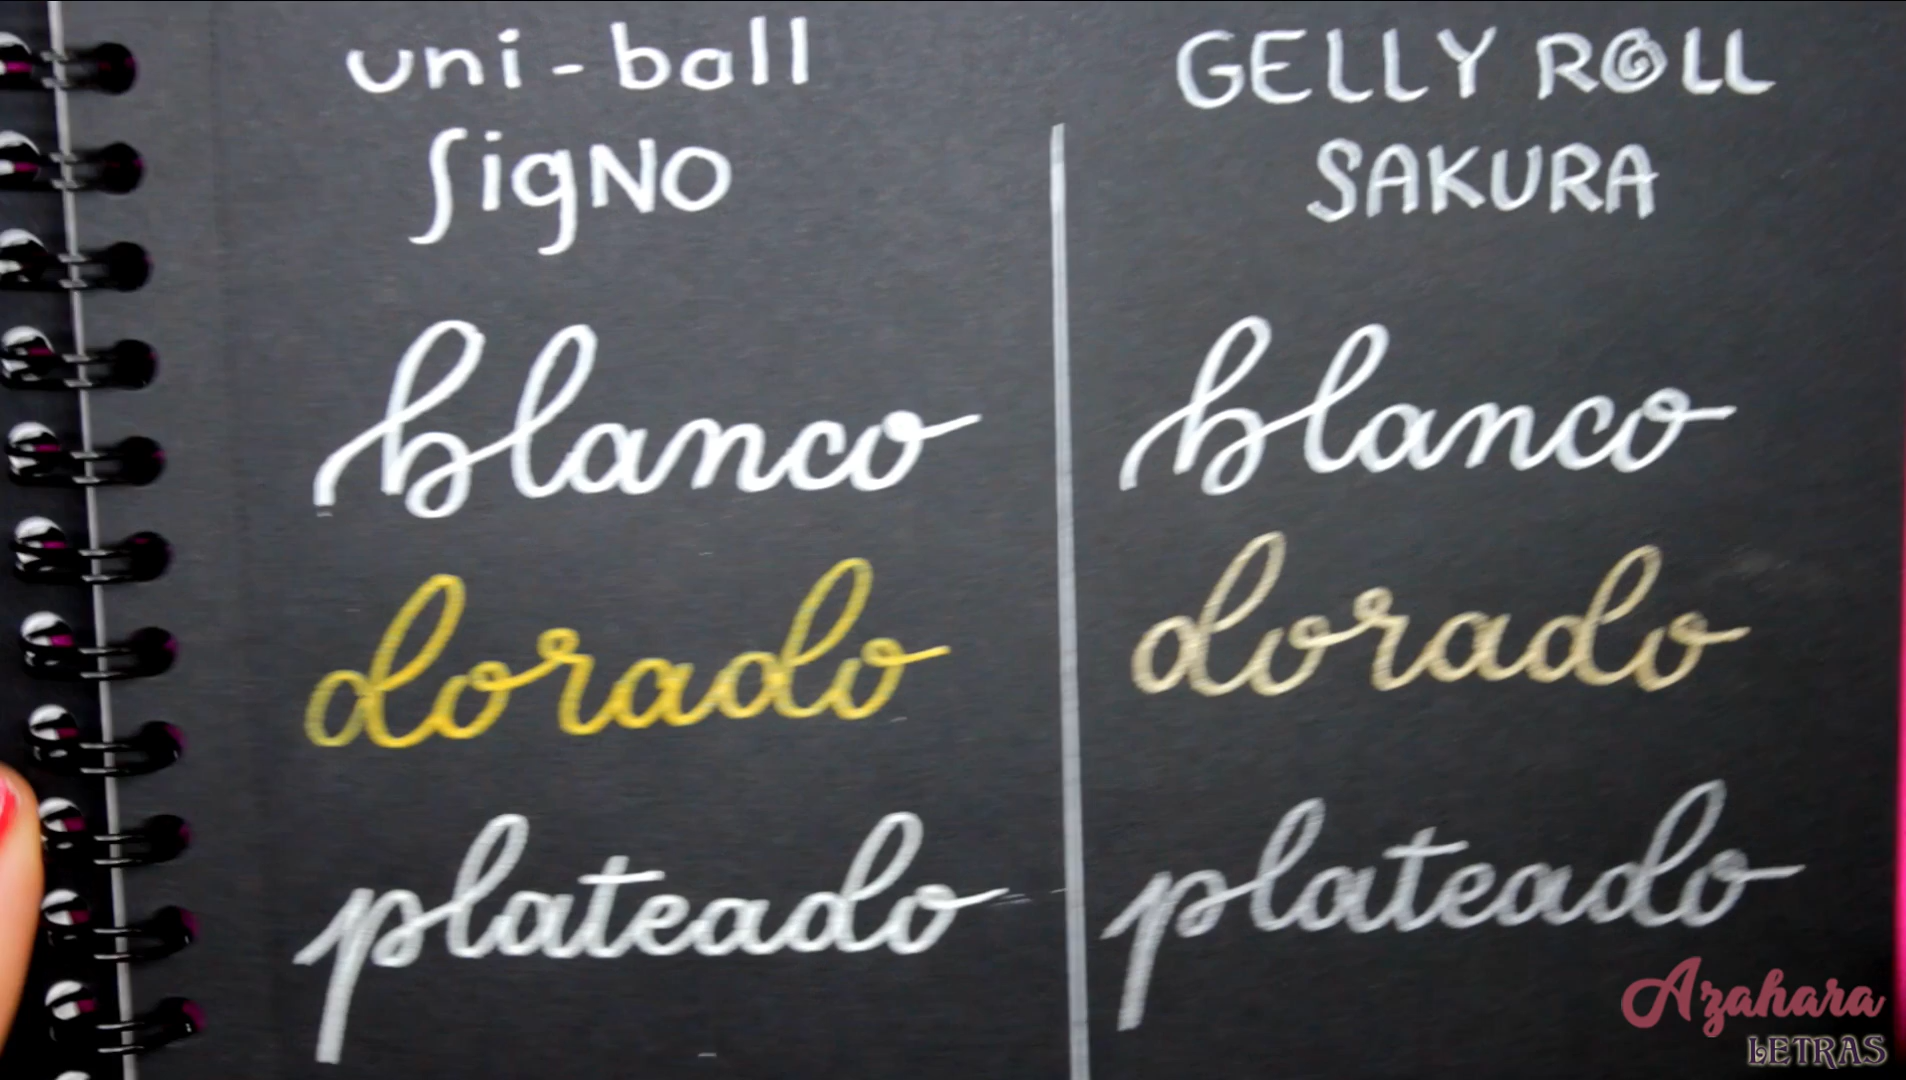 uni-ball
SigNO
blanco
dorado
plateado
GELLY ROLL
SAKURA
blanco
dorado
plateado
Azahara
LETRAS